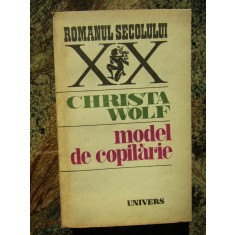 ROMANUL SECOLULUI
XX
CHRISTA
WOLF
model
de copilărie
UNIVERS